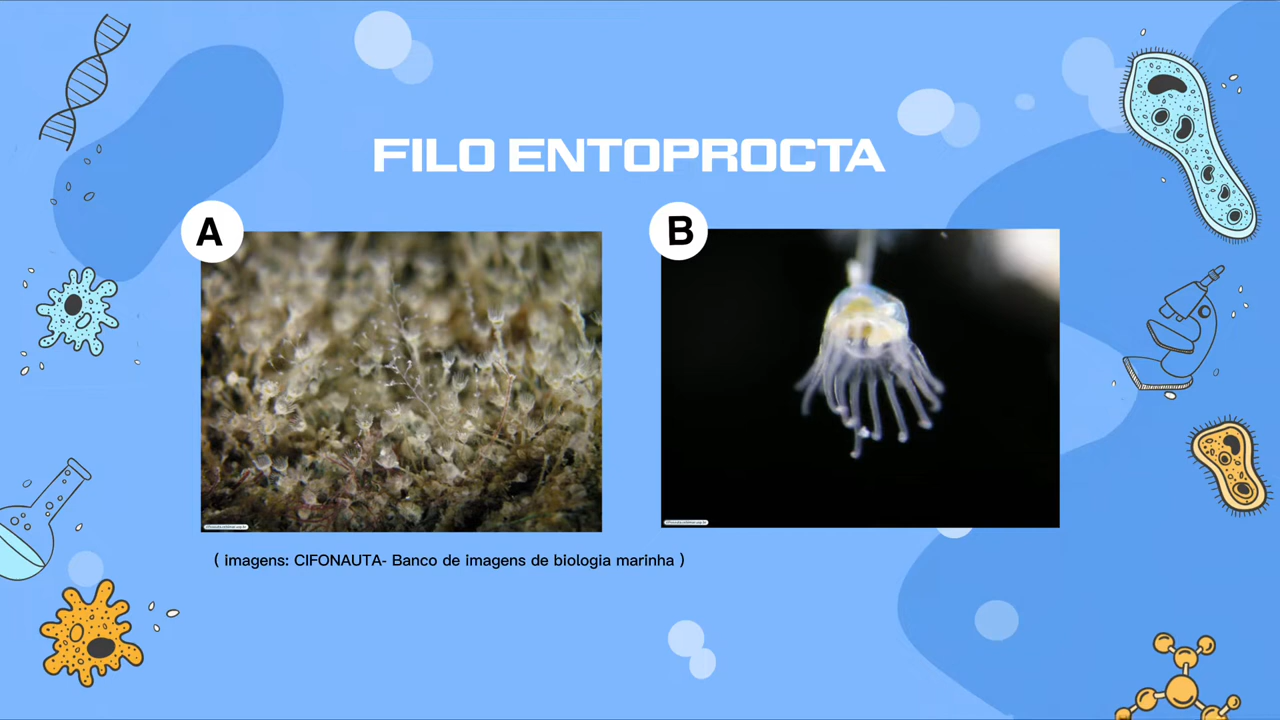 FILO ENTOPROCTA
A
B
( imagens: CIFONAUTA- Banco de imagens de biologia marinha )